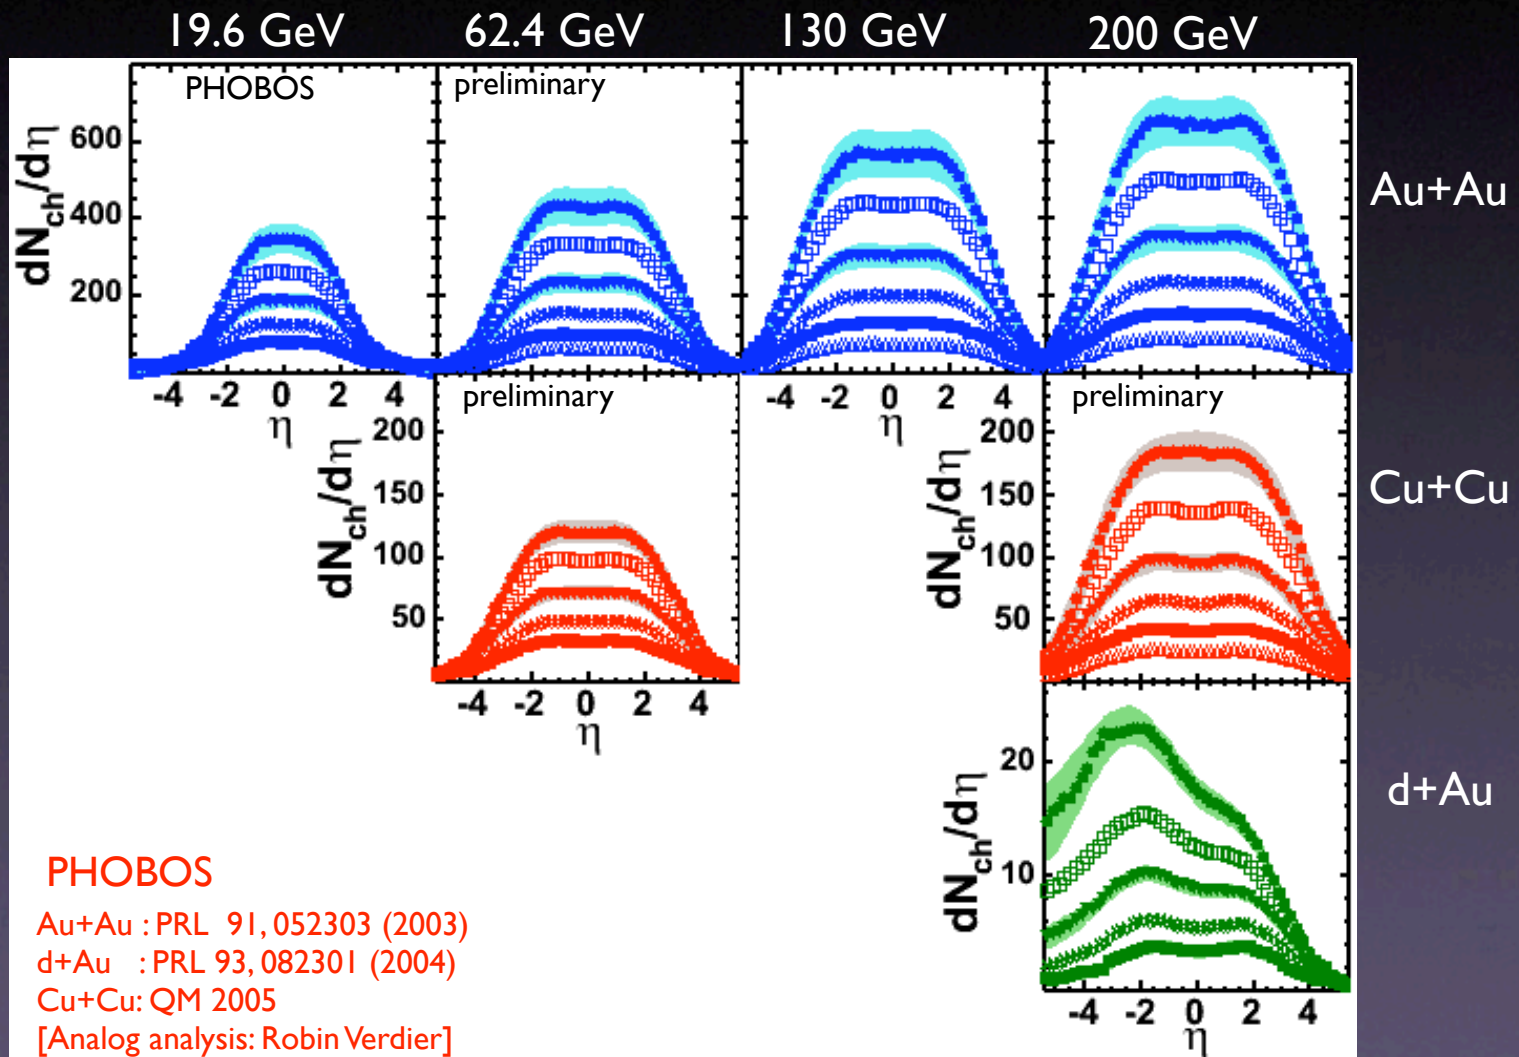 19.6 GeV 62.4 GeV 130 GeV 200 GeV
PHOBOS preliminary
dN_ch/dη
600
400
200
Au+Au
-4 -2 0 2 4
η
-4 -2 0 2 4
η
preliminary
dN_ch/dη
200
150
100
50
-4 -2 0 2 4
η
preliminary
dN_ch/dη
200
150
100
50
Cu+Cu
dN_ch/dη
20
10
d+Au
-4 -2 0 2 4
η
PHOBOS
Au+Au : PRL 91, 052303 (2003)
d+Au : PRL 93, 082301 (2004)
Cu+Cu: QM 2005
[Analog analysis: Robin Verdier]